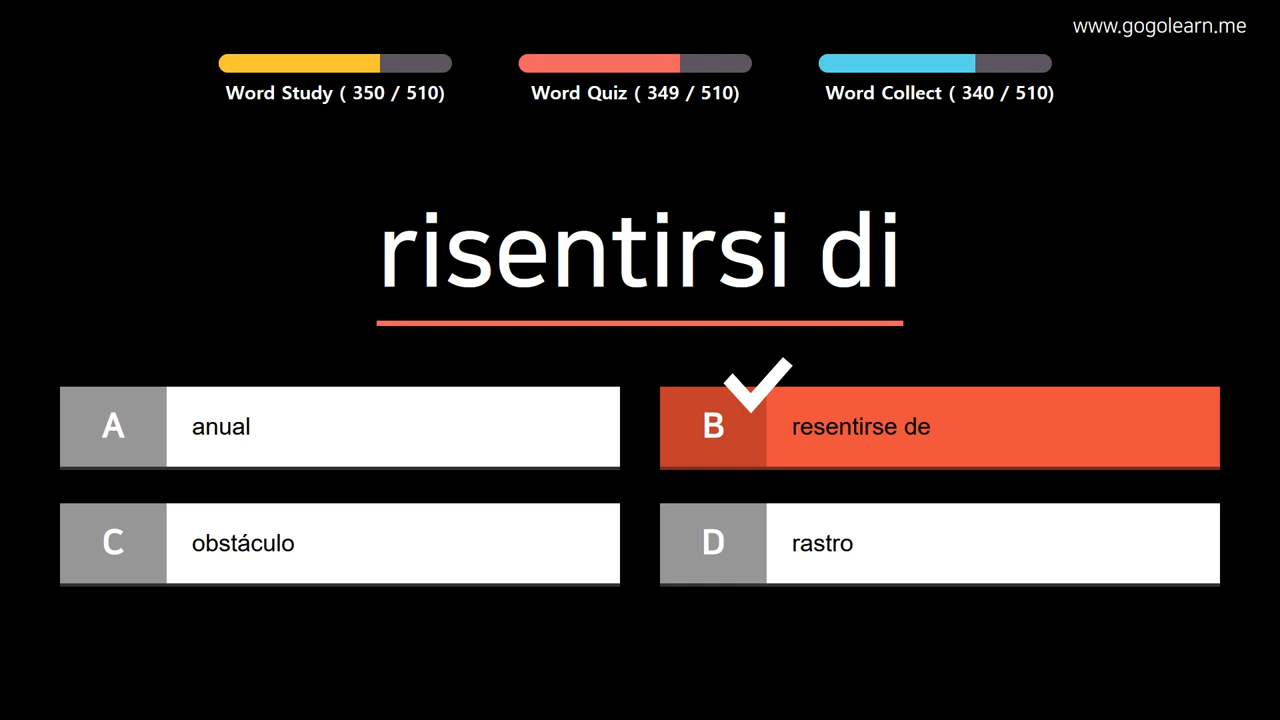 www.gogolearn.me
Word Study ( 350 / 510)
Word Quiz ( 349 / 510)
Word Collect ( 340 / 510)
risentirsi di
A anual
B resentirse de
C obstáculo
D rastro